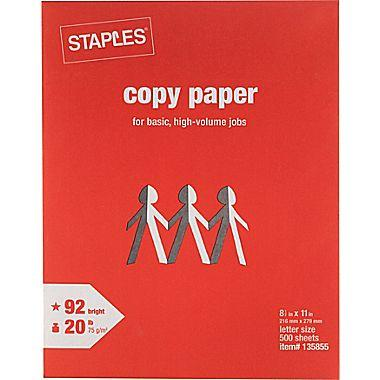 STAPLES®
copy paper
for basic, high-volume jobs
★ 92 bright
20 lb 75 g/m²
8½ in x 11 in
216 mm x 279 mm
letter size
500 sheets
item# 135855